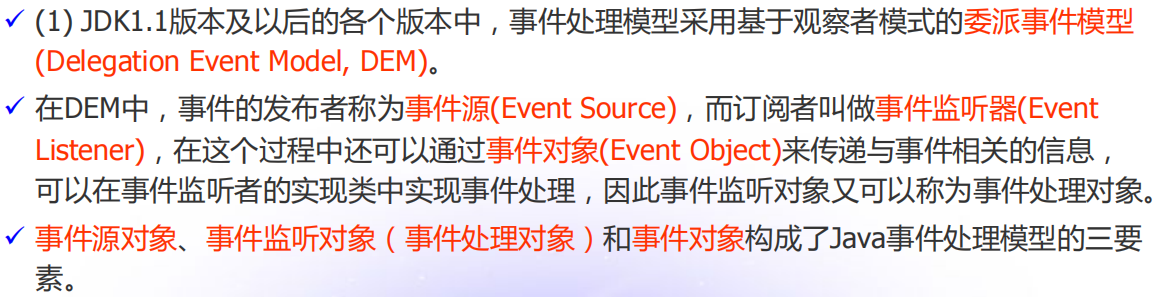 ✓ (1) JDK1.1版本及以后的各个版本中，事件处理模型采用基于观察者模式的委派事件模型
(Delegation Event Model, DEM)。
✓ 在DEM中，事件的发布者称为事件源(Event Source)，而订阅者叫做事件监听器(Event
Listener)，在这个过程中还可以通过事件对象(Event Object)来传递与事件相关的信息，
可以在事件监听者的实现类中实现事件处理，因此事件监听对象又可以称为事件处理对象。
✓ 事件源对象、事件监听对象（事件处理对象）和事件对象构成了Java事件处理模型的三要
素。